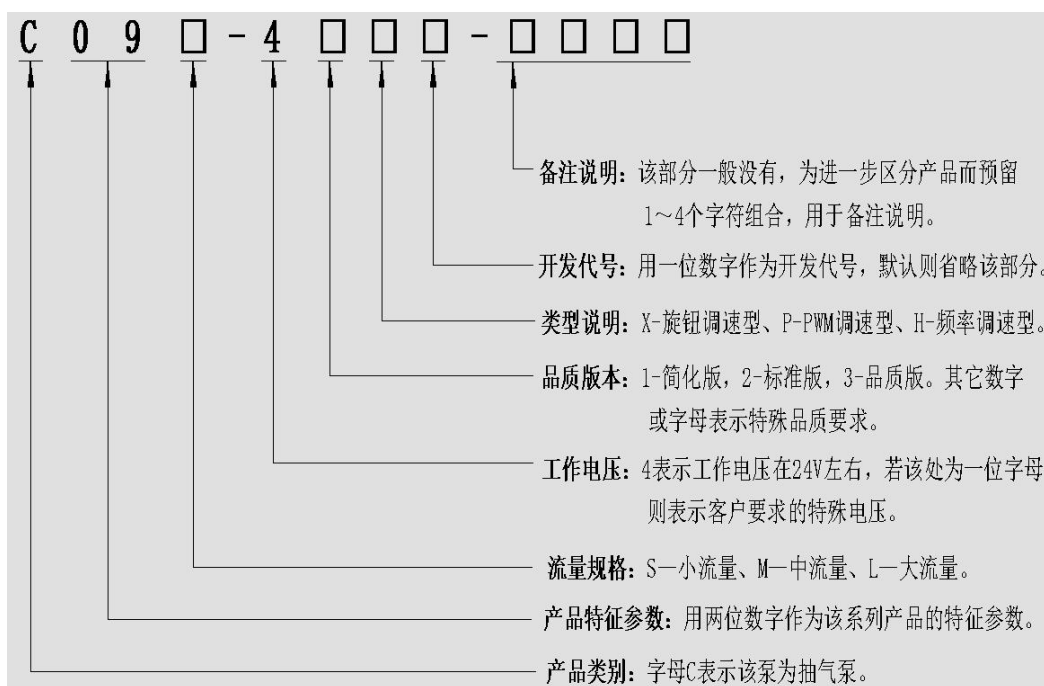 C 0 9 □ - 4 □ □ □ - □ □ □ □
备注说明：该部分一般没有，为进一步区分产品而预留
1～4个字符组合，用于备注说明。
开发代号：用一位数字作为开发代号，默认则省略该部分。
类型说明：X-旋钮调速型、P-PWM调速型、H-频率调速型。
品质版本：1-简化版，2-标准版，3-品质版。其它数字
或字母表示特殊品质要求。
工作电压：4表示工作电压在24V左右，若该处为一位字母
则表示客户要求的特殊电压。
流量规格：S—小流量、M—中流量、L—大流量。
产品特征参数：用两位数字作为该系列产品的特征参数。
产品类别：字母C表示该泵为抽气泵。